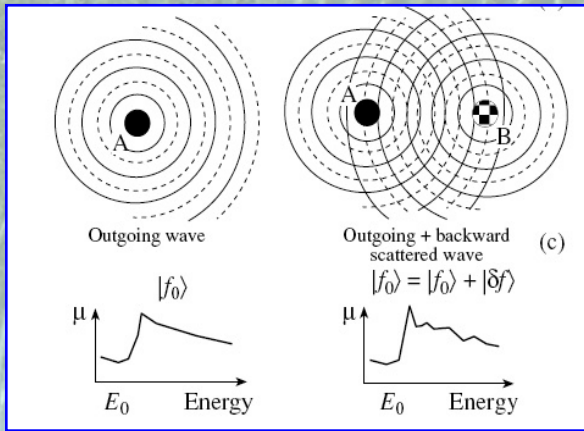 A
A
B
Outgoing wave
Outgoing + backward
scattered wave
(c)
|f₀⟩
|f₀⟩ = |f₀⟩ + |δf⟩
μ
E₀ Energy
μ
E₀ Energy